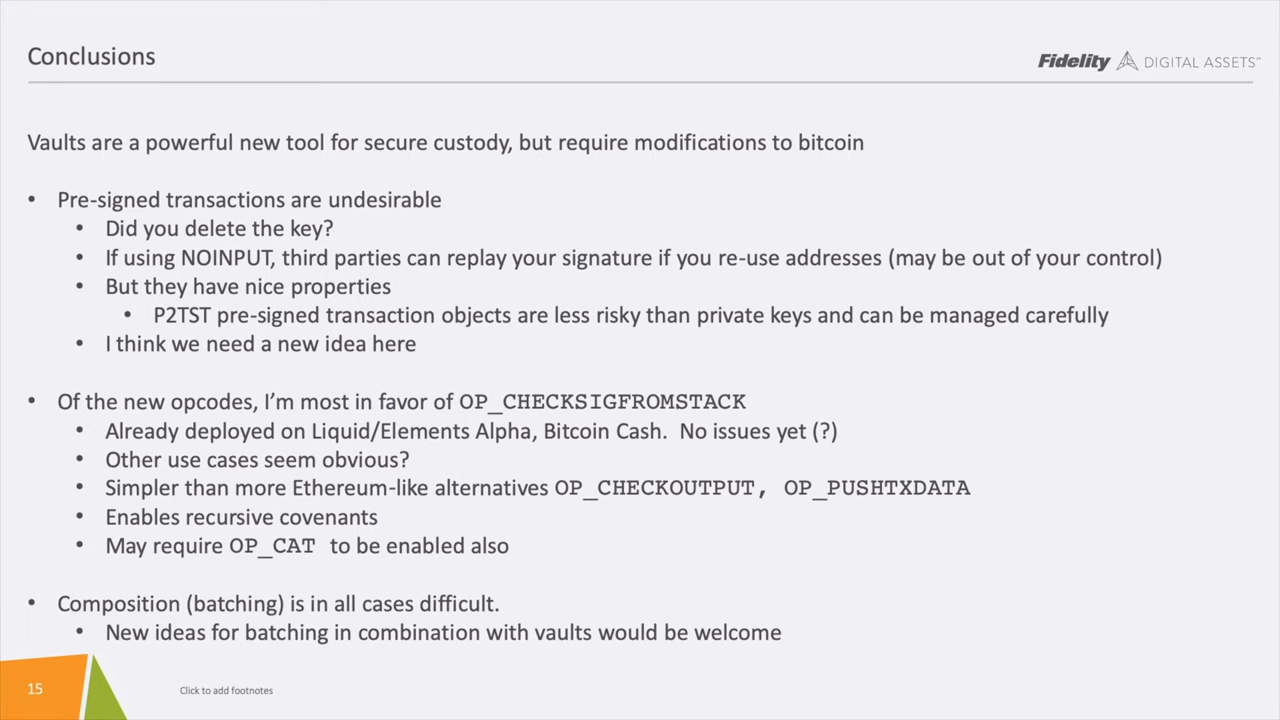 Conclusions
Fidelity DIGITAL ASSETS℠
Vaults are a powerful new tool for secure custody, but require modifications to bitcoin
• Pre-signed transactions are undesirable
• Did you delete the key?
• If using NOINPUT, third parties can replay your signature if you re-use addresses (may be out of your control)
• But they have nice properties
• P2TST pre-signed transaction objects are less risky than private keys and can be managed carefully
• I think we need a new idea here
• Of the new opcodes, I’m most in favor of OP_CHECKSIGFROMSTACK
• Already deployed on Liquid/Elements Alpha, Bitcoin Cash. No issues yet (?)
• Other use cases seem obvious?
• Simpler than more Ethereum-like alternatives OP_CHECKOUTPUT, OP_PUSHTXDATA
• Enables recursive covenants
• May require OP_CAT to be enabled also
• Composition (batching) is in all cases difficult.
• New ideas for batching in combination with vaults would be welcome
15
Click to add footnotes